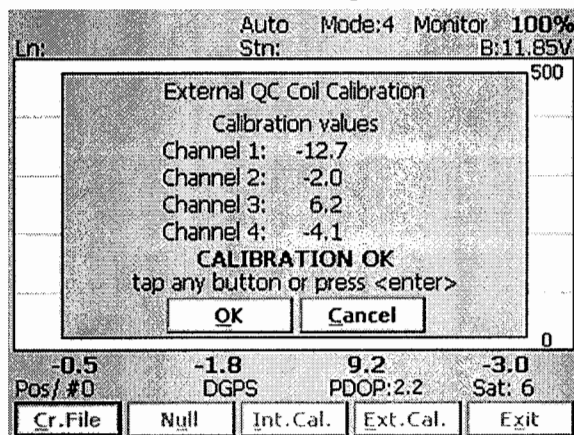 Auto Mode:4 Monitor 100%
Ln: Stn: B:11.85V
500
External QC Coil Calibration
Calibration values
Channel 1: -12.7
Channel 2: -2.0
Channel 3: 6.2
Channel 4: -4.1
CALIBRATION OK
tap any button or press <enter>
OK Cancel
0
-0.5 -1.8 9.2 -3.0
Pos/ #0 DGPS PDOP:2.2 Sat: 6
Cr.File Null Int.Cal. Ext.Cal. Exit